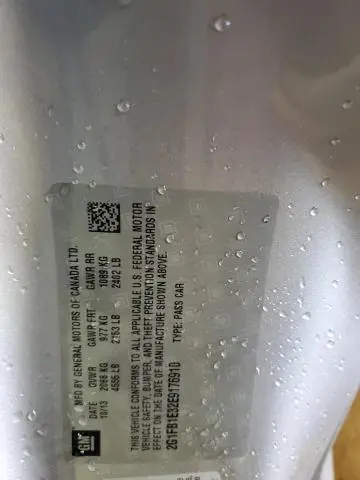 GM
MFD BY GENERAL MOTORS OF CANADA LTD.
DATE GVWR GAWR FRT GAWR RR
10/13 2066 KG 977 KG 1089 KG
4555 LB 2153 LB 2402 LB
THIS VEHICLE CONFORMS TO ALL APPLICABLE U.S. FEDERAL MOTOR
VEHICLE SAFETY, BUMPER, AND THEFT PREVENTION STANDARDS IN
EFFECT ON THE DATE OF MANUFACTURE SHOWN ABOVE.
2G1FB1E32E9176910 TYPE: PASS CAR